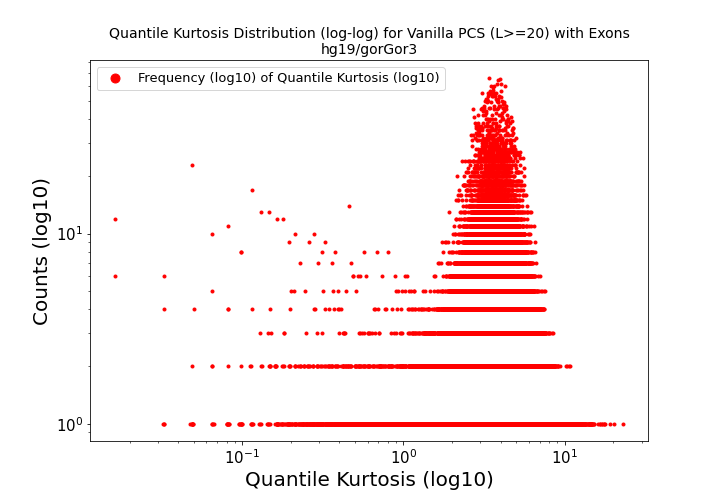 Quantile Kurtosis Distribution (log-log) for Vanilla PCS (L>=20) with Exons
hg19/gorGor3
Frequency (log10) of Quantile Kurtosis (log10)
Counts (log10)
10¹
10⁰
10⁻¹ 10⁰ 10¹
Quantile Kurtosis (log10)